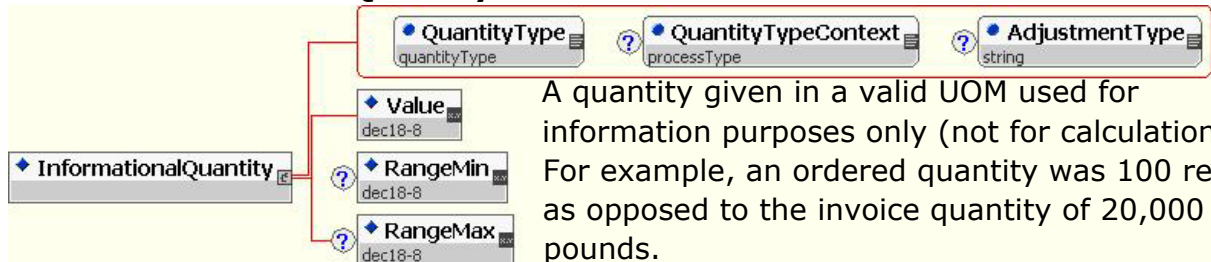 QuantityType
quantityType
? QuantityTypeContext
processType
? AdjustmentType
string
Value
dec18-8
InformationalQuantity
? RangeMin
dec18-8
? RangeMax
dec18-8
A quantity given in a valid UOM used for
information purposes only (not for calculation
For example, an ordered quantity was 100 re
as opposed to the invoice quantity of 20,000
pounds.